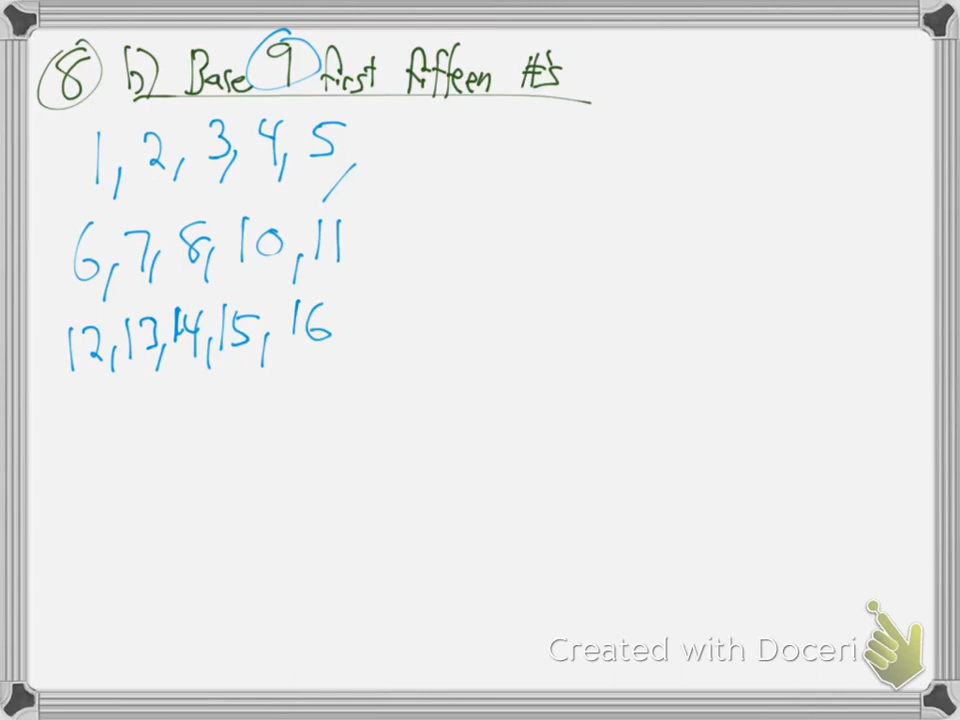 8 b) Base 9 first fifteen #'s
1, 2, 3, 4, 5,
6, 7, 8, 10, 11
12, 13, 14, 15, 16
Created with Doceri